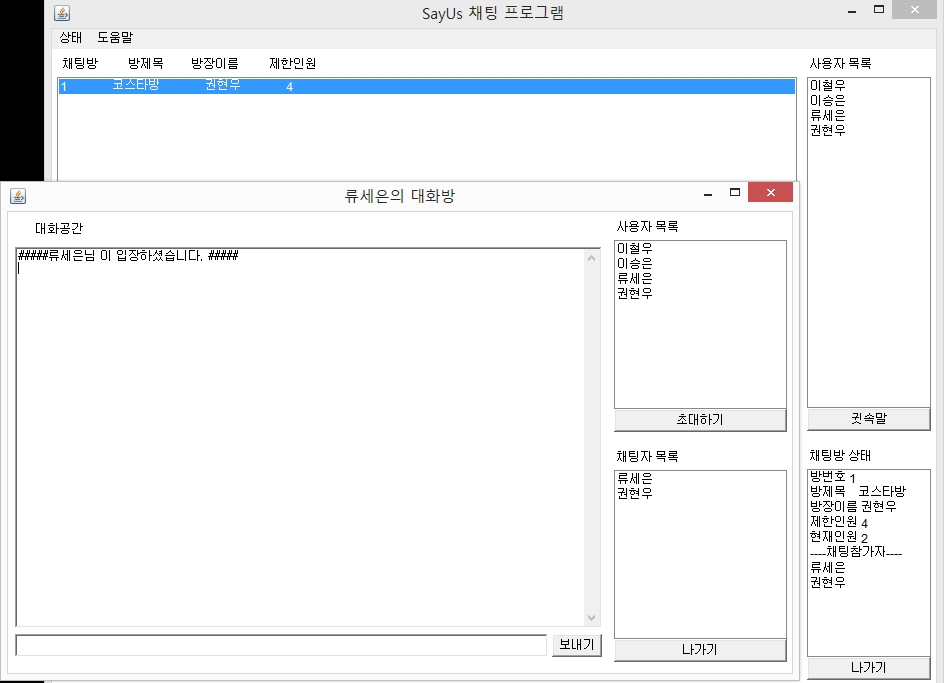 SayUs 채팅 프로그램
상태 도움말
채팅방 방제목 방장이름 제한인원
1 코스타방 권현우 4
사용자 목록
이철우
이승은
류세은
권현우
귓속말
채팅방 상태
방번호 1
방제목 코스타방
방장이름 권현우
제한인원 4
현재인원 2
----채팅참가자----
류세은
권현우
나가기
류세은의 대화방
대화공간
#####류세은님 이 입장하셨습니다. #####
보내기
사용자 목록
이철우
이승은
류세은
권현우
초대하기
채팅자 목록
류세은
권현우
나가기